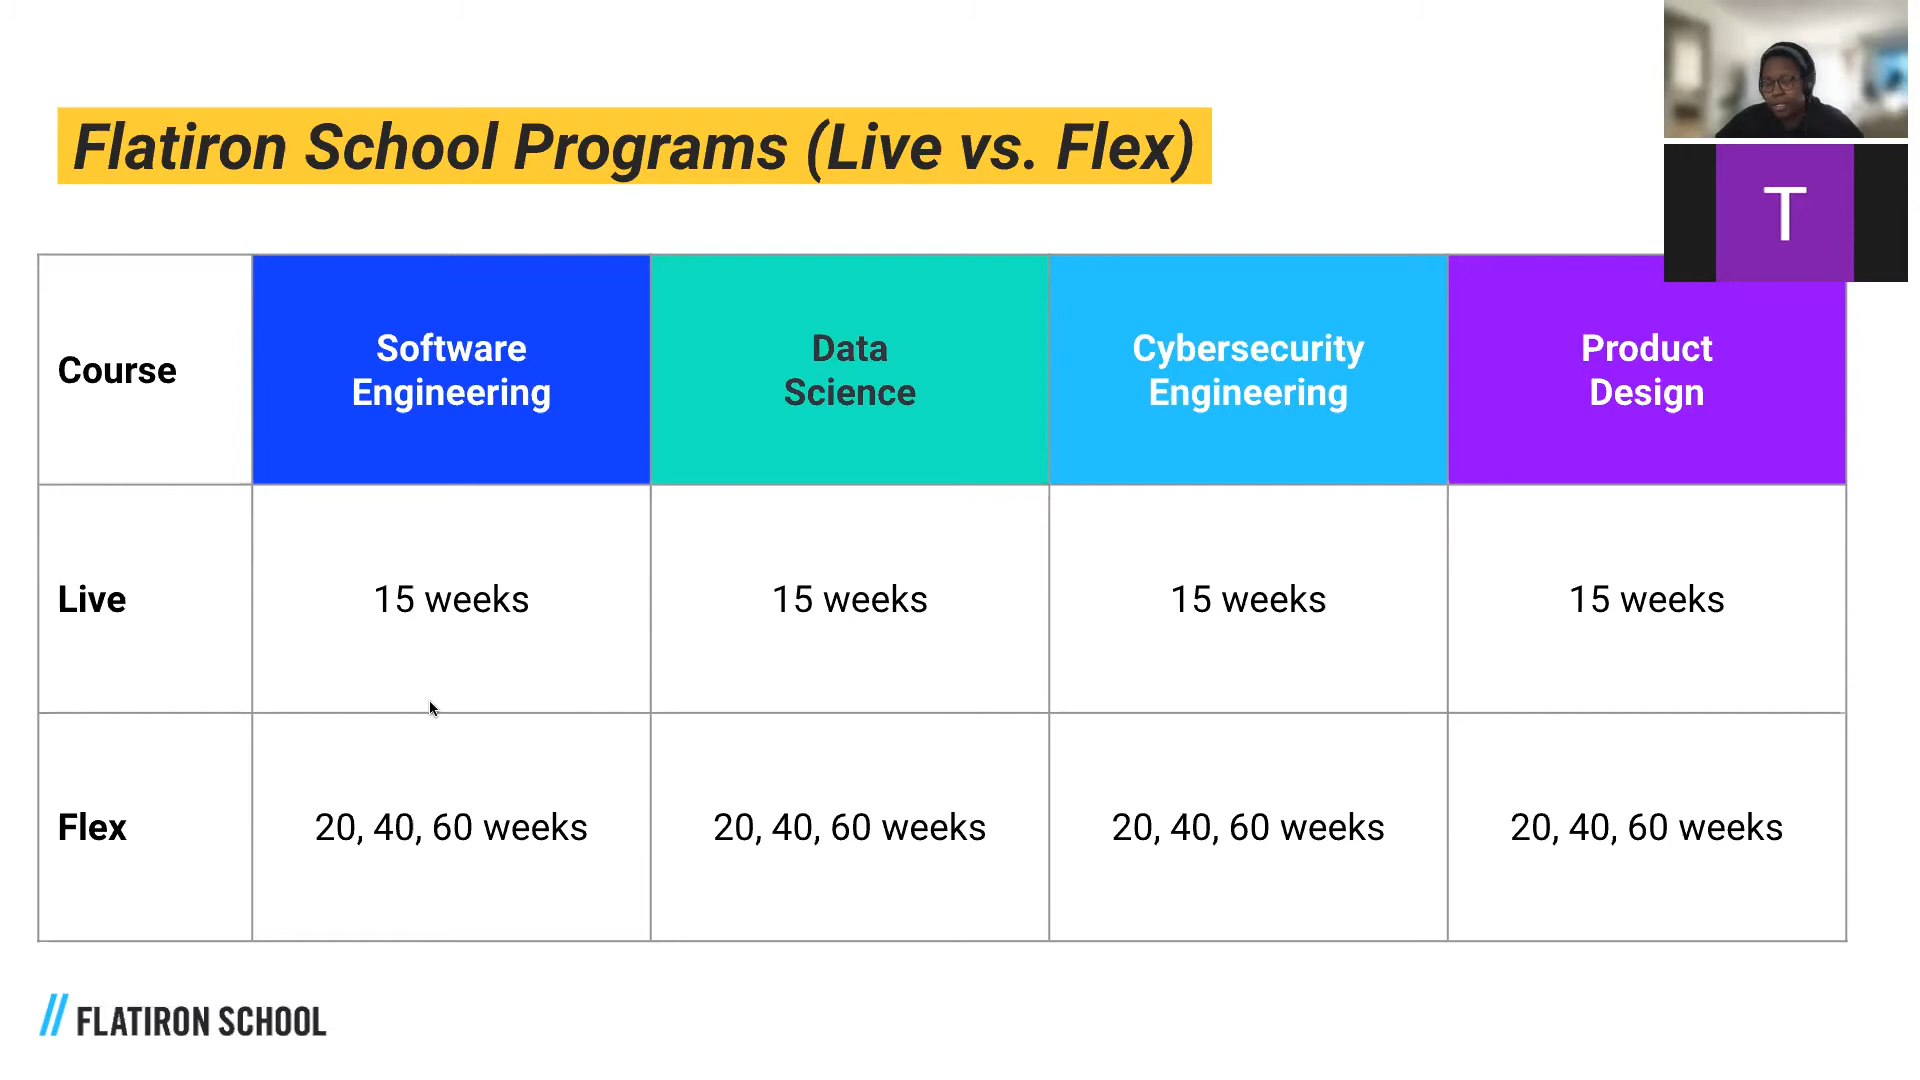 Flatiron School Programs (Live vs. Flex)
T
Course
Software
Engineering
Data
Science
Cybersecurity
Engineering
Product
Design
Live
15 weeks
15 weeks
15 weeks
15 weeks
Flex
20, 40, 60 weeks
20, 40, 60 weeks
20, 40, 60 weeks
20, 40, 60 weeks
// FLATIRON SCHOOL